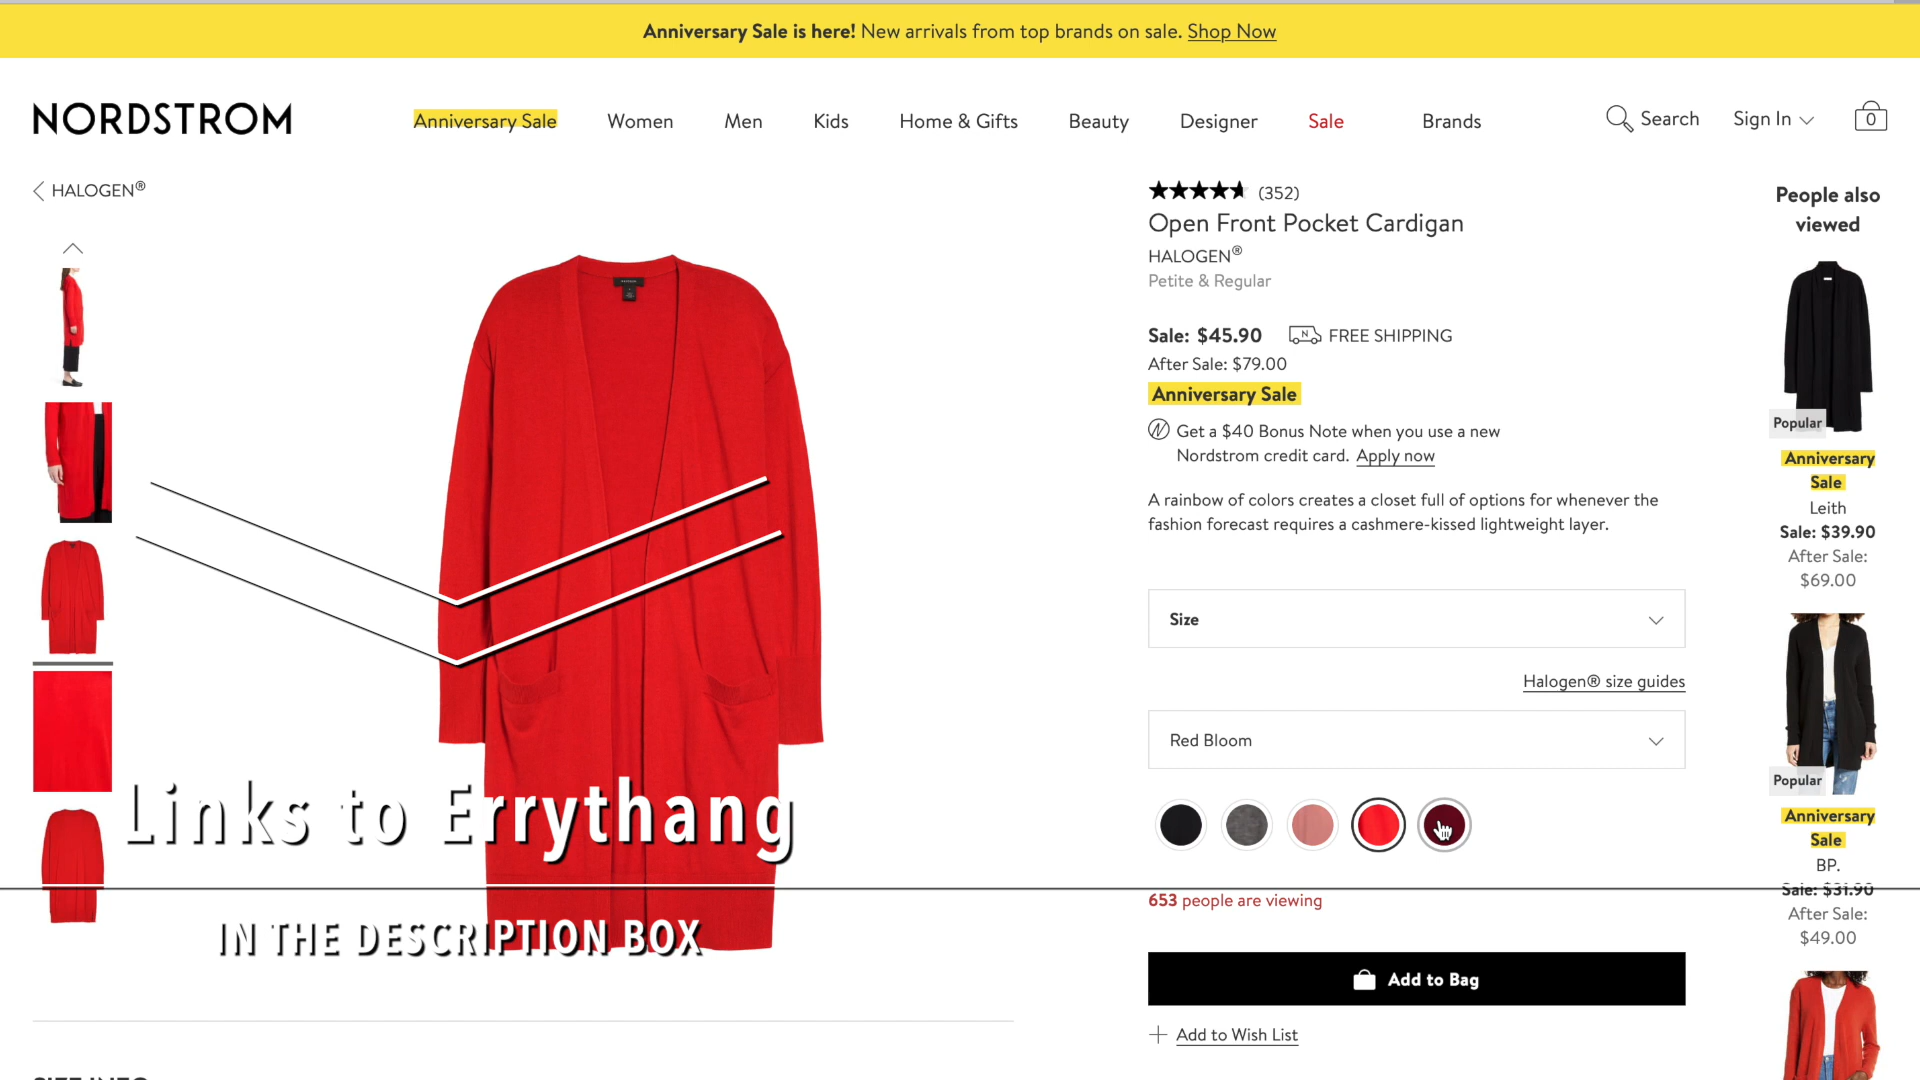 Anniversary Sale is here! New arrivals from top brands on sale. Shop Now
NORDSTROM
Anniversary Sale
Women
Men
Kids
Home & Gifts
Beauty
Designer
Sale
Brands
Search
Sign In
0
HALOGEN®
(352)
Open Front Pocket Cardigan
HALOGEN®
Petite & Regular
Sale: $45.90
FREE SHIPPING
After Sale: $79.00
Anniversary Sale
Get a $40 Bonus Note when you use a new
Nordstrom credit card. Apply now
A rainbow of colors creates a closet full of options for whenever the
fashion forecast requires a cashmere-kissed lightweight layer.
Size
Halogen® size guides
Red Bloom
653 people are viewing
Add to Bag
Add to Wish List
People also
viewed
Popular
Anniversary
Sale
Leith
Sale: $39.90
After Sale:
$69.00
Popular
Anniversary
Sale
BP.
Sale: $31.90
After Sale:
$49.00
Links to Errythang
IN THE DESCRIPTION BOX
SIZE INFO